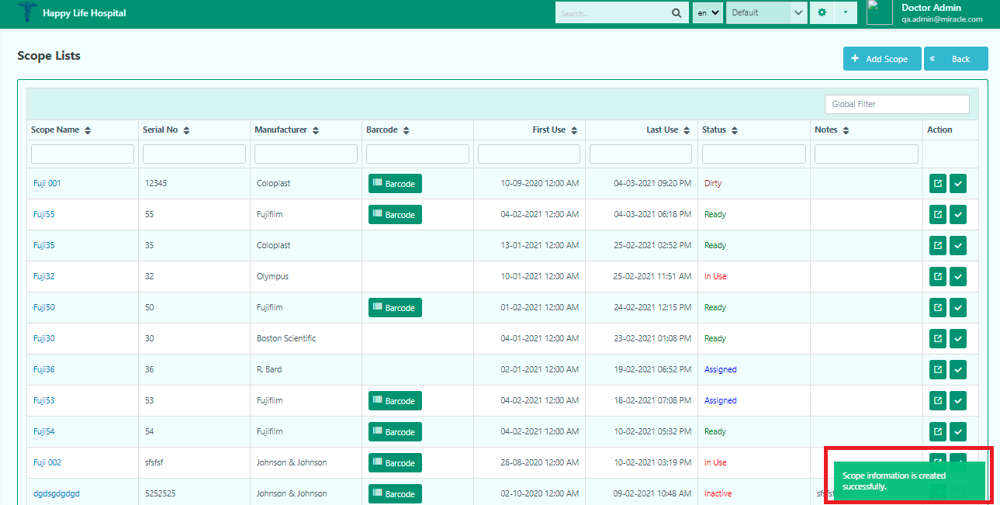 Happy Life Hospital
Search...
en
Default
Doctor Admin
qa.admin@miracle.com
Scope Lists
+ Add Scope
« Back
Global Filter
Scope Name Serial No Manufacturer Barcode First Use Last Use Status Notes Action
Fuji 001 12345 Coloplast Barcode 10-09-2020 12:00 AM 04-03-2021 09:20 PM Dirty
Fuji55 55 Fujifilm Barcode 04-02-2021 12:00 AM 04-03-2021 06:18 PM Ready
Fuji35 35 Coloplast 13-01-2021 12:00 AM 25-02-2021 02:52 PM Ready
Fuji32 32 Olympus 10-01-2021 12:00 AM 25-02-2021 11:51 AM In Use
Fuji50 50 Fujifilm Barcode 01-02-2021 12:00 AM 24-02-2021 12:15 PM Ready
Fuji30 30 Boston Scientific 04-01-2021 12:00 AM 23-02-2021 01:08 PM Ready
Fuji36 36 R. Bard 02-01-2021 12:00 AM 19-02-2021 06:52 PM Assigned
Fuji53 53 Fujifilm Barcode 04-02-2021 12:00 AM 18-02-2021 07:08 PM Assigned
Fuji54 54 Fujifilm Barcode 04-02-2021 12:00 AM 10-02-2021 05:32 PM Ready
Fuji 002 sfsfsf Johnson & Johnson Barcode 28-08-2020 12:00 AM 10-02-2021 03:19 PM In Use
dgdsgdgdgd 5252525 Johnson & Johnson Barcode 02-10-2020 12:00 AM 09-02-2021 10:48 AM Inactive
Scope information is created
successfully.